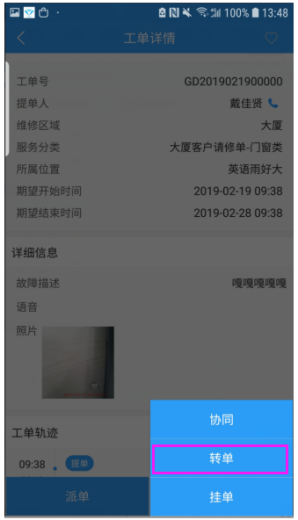 100% 13:48
工单详情
工单号 GD2019021900000
提单人 戴佳贤
维修区域 大厦
服务分类 大厦客户请修单-门窗类
所属位置 英语雨好大
期望开始时间 2019-02-19 09:38
期望结束时间 2019-02-28 09:38
详细信息
故障描述 嘎嘎嘎嘎嘎
语音
照片
工单轨迹
09:38 提单
协同
转单
派单
挂单